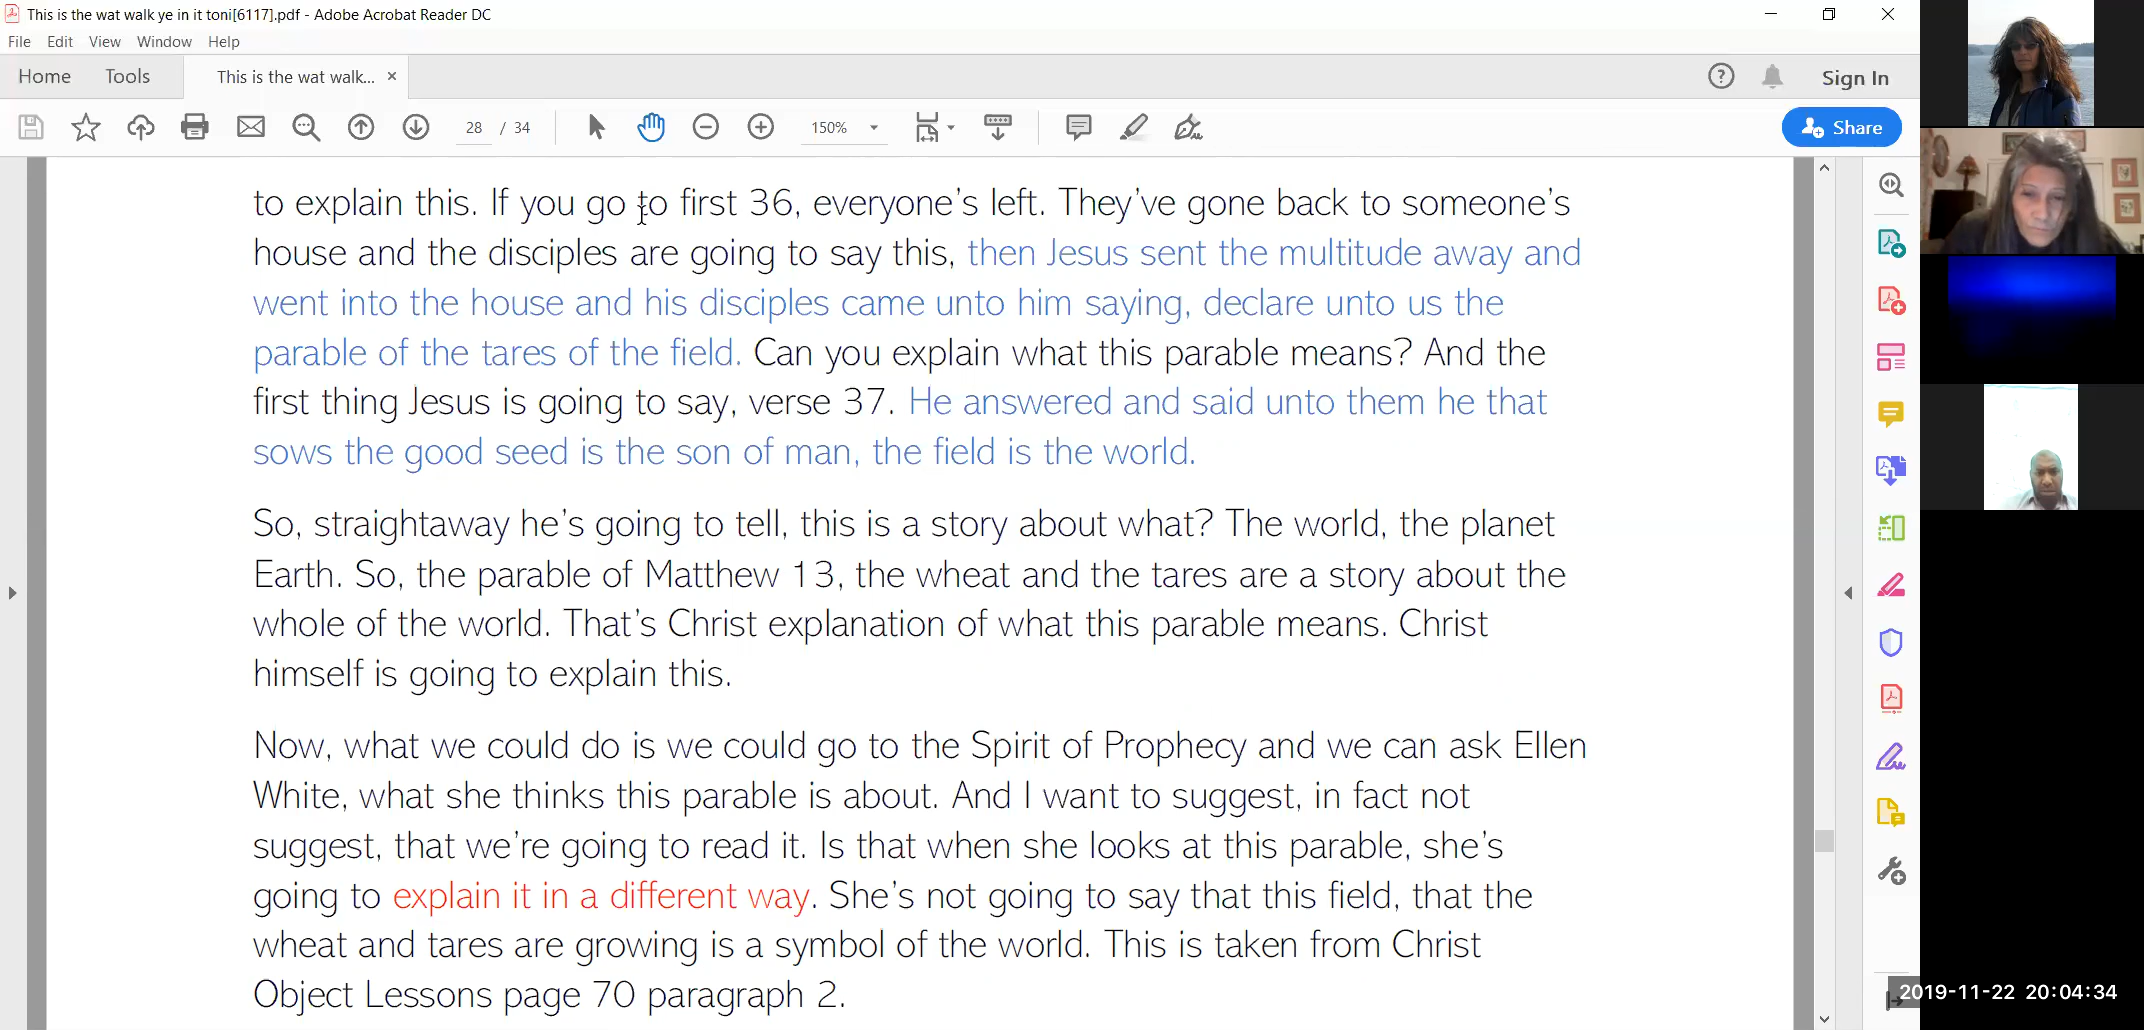 This is the wat walk ye in it toni[6117].pdf - Adobe Acrobat Reader DC
File Edit View Window Help
Home Tools This is the wat walk... × Sign In
28 / 34 150% Share
to explain this. If you go to first 36, everyone's left. They've gone back to someone's
house and the disciples are going to say this, then Jesus sent the multitude away and
went into the house and his disciples came unto him saying, declare unto us the
parable of the tares of the field. Can you explain what this parable means? And the
first thing Jesus is going to say, verse 37. He answered and said unto them he that
sows the good seed is the son of man, the field is the world.
So, straightaway he's going to tell, this is a story about what? The world, the planet
Earth. So, the parable of Matthew 13, the wheat and the tares are a story about the
whole of the world. That's Christ explanation of what this parable means. Christ
himself is going to explain this.
Now, what we could do is we could go to the Spirit of Prophecy and we can ask Ellen
White, what she thinks this parable is about. And I want to suggest, in fact not
suggest, that we're going to read it. Is that when she looks at this parable, she's
going to explain it in a different way. She's not going to say that this field, that the
wheat and tares are growing is a symbol of the world. This is taken from Christ
Object Lessons page 70 paragraph 2.
2019-11-22 20:04:34